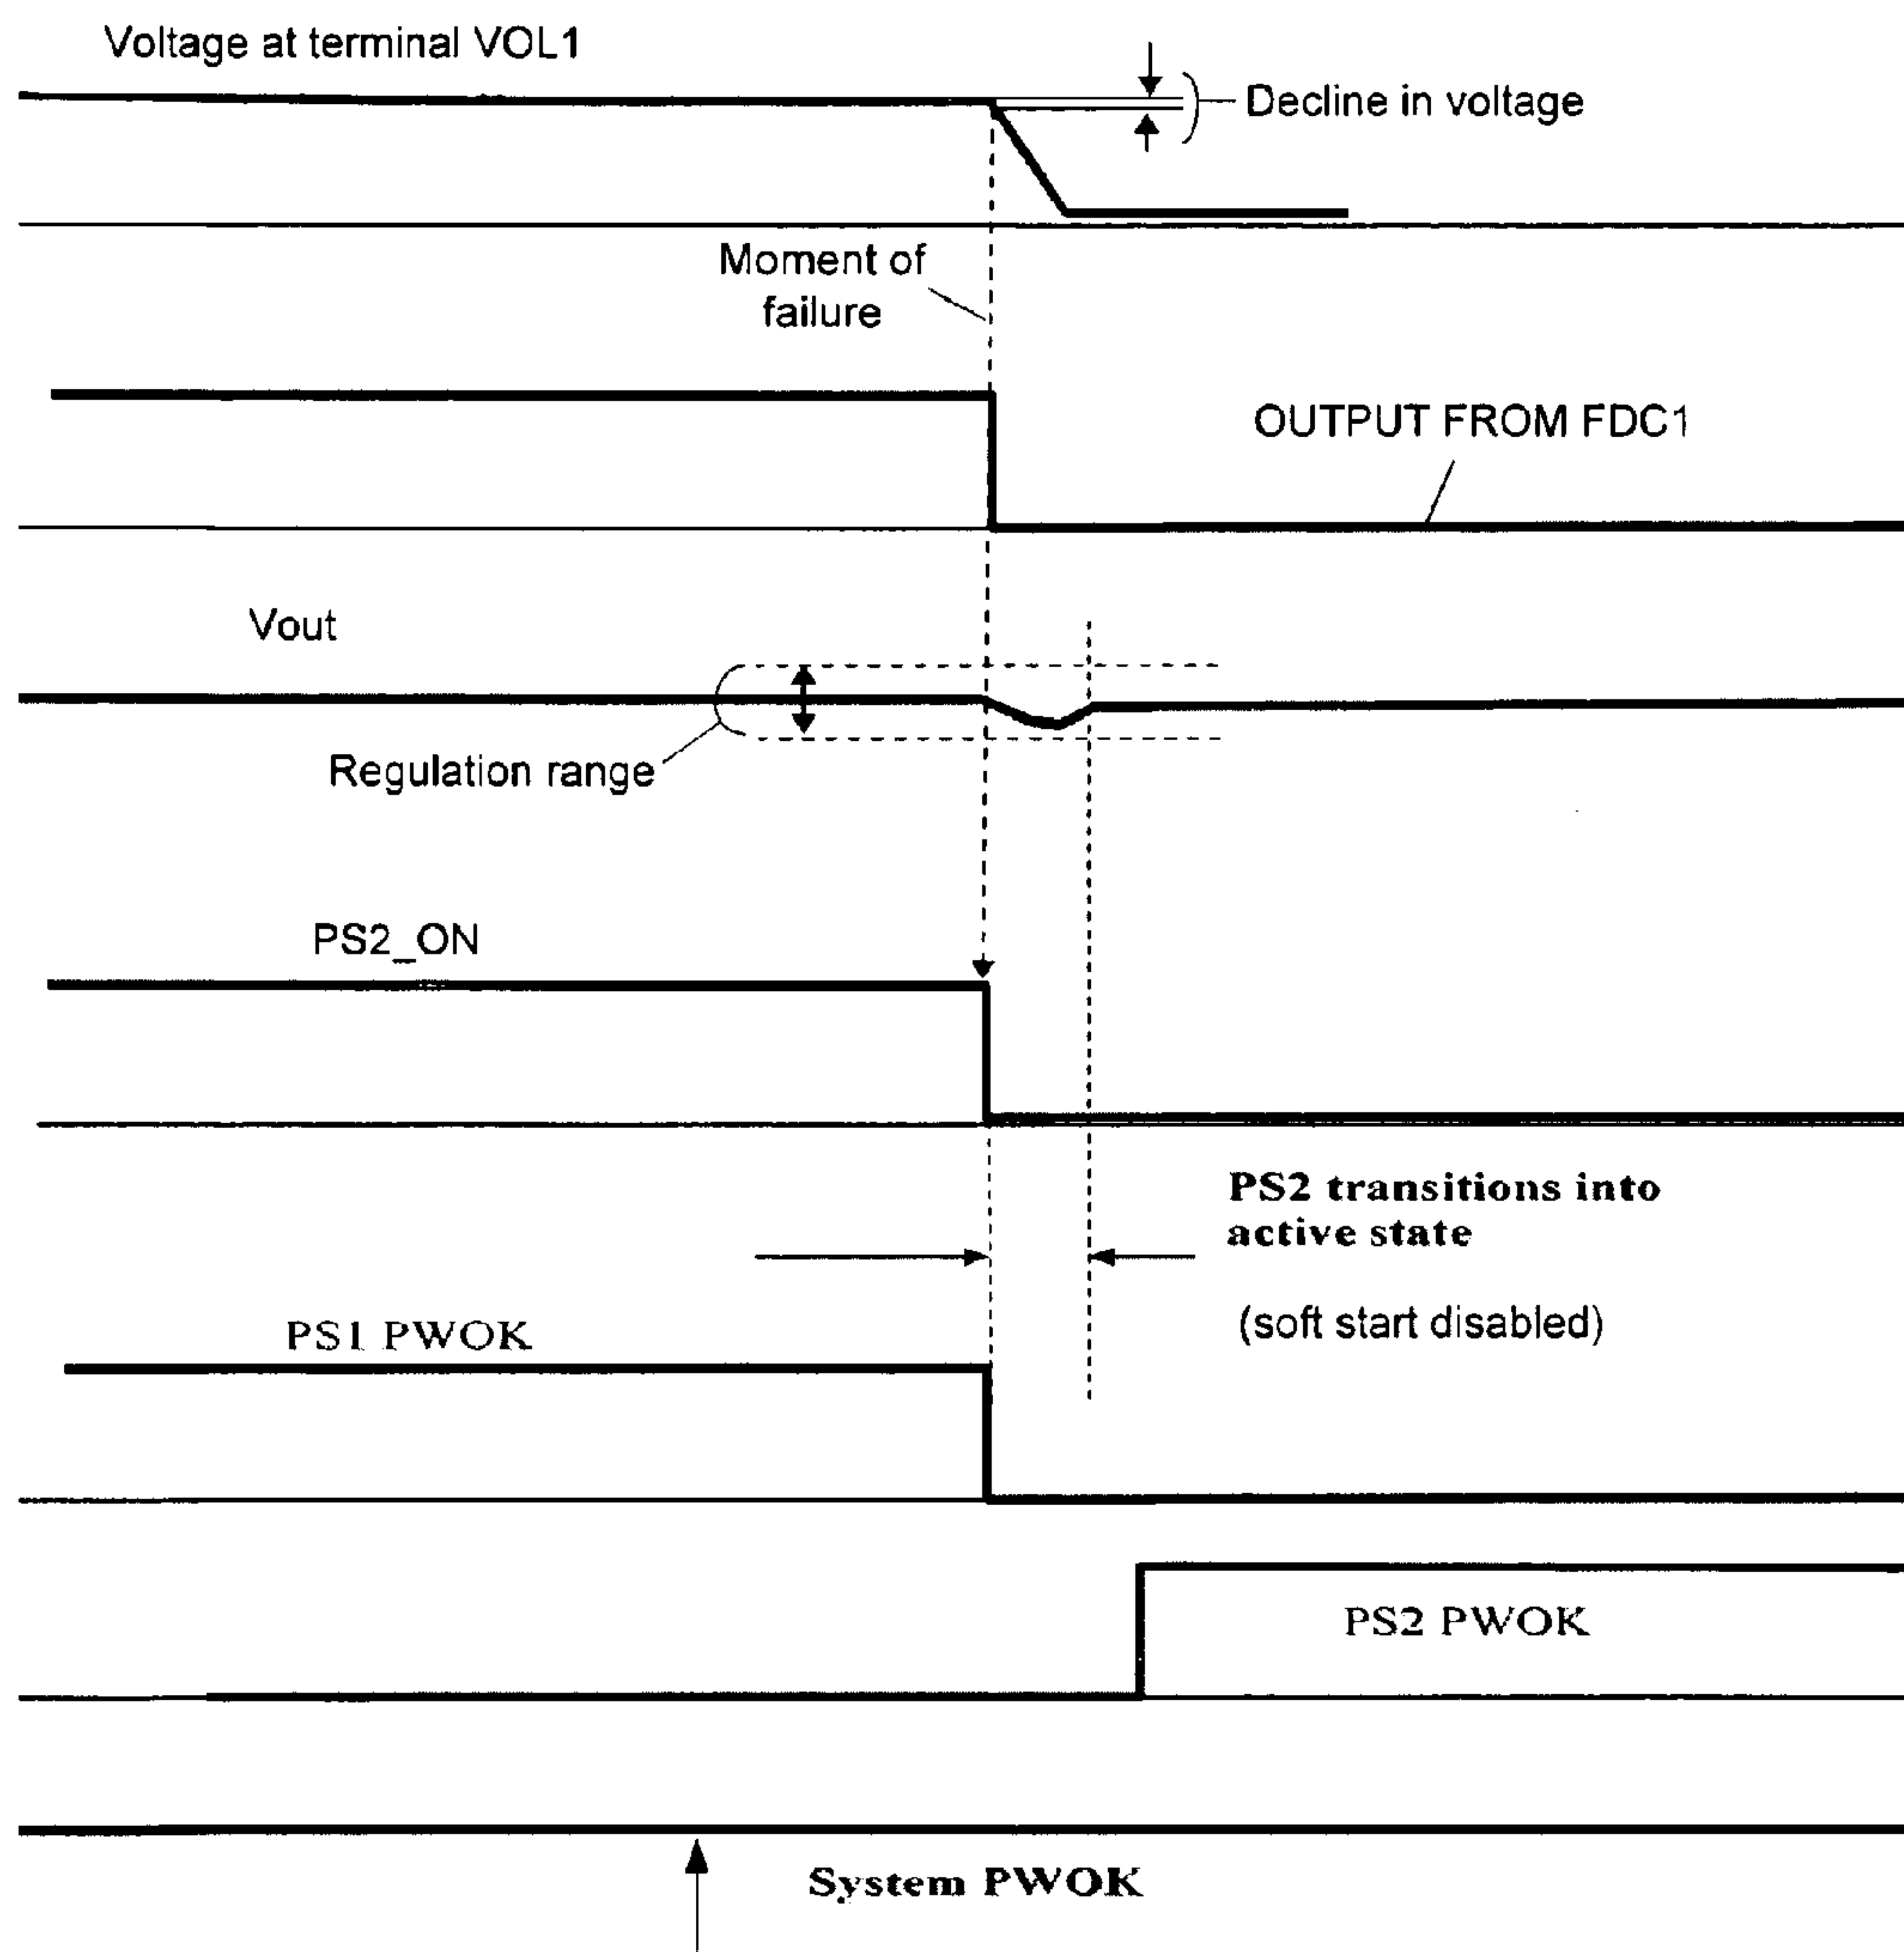 Voltage at terminal VOL1
Decline in voltage
Moment of
failure
OUTPUT FROM FDC1
Vout
Regulation range
PS2_ON
PS2 transitions into
active state
(soft start disabled)
PS1 PWOK
PS2 PWOK
System PWOK